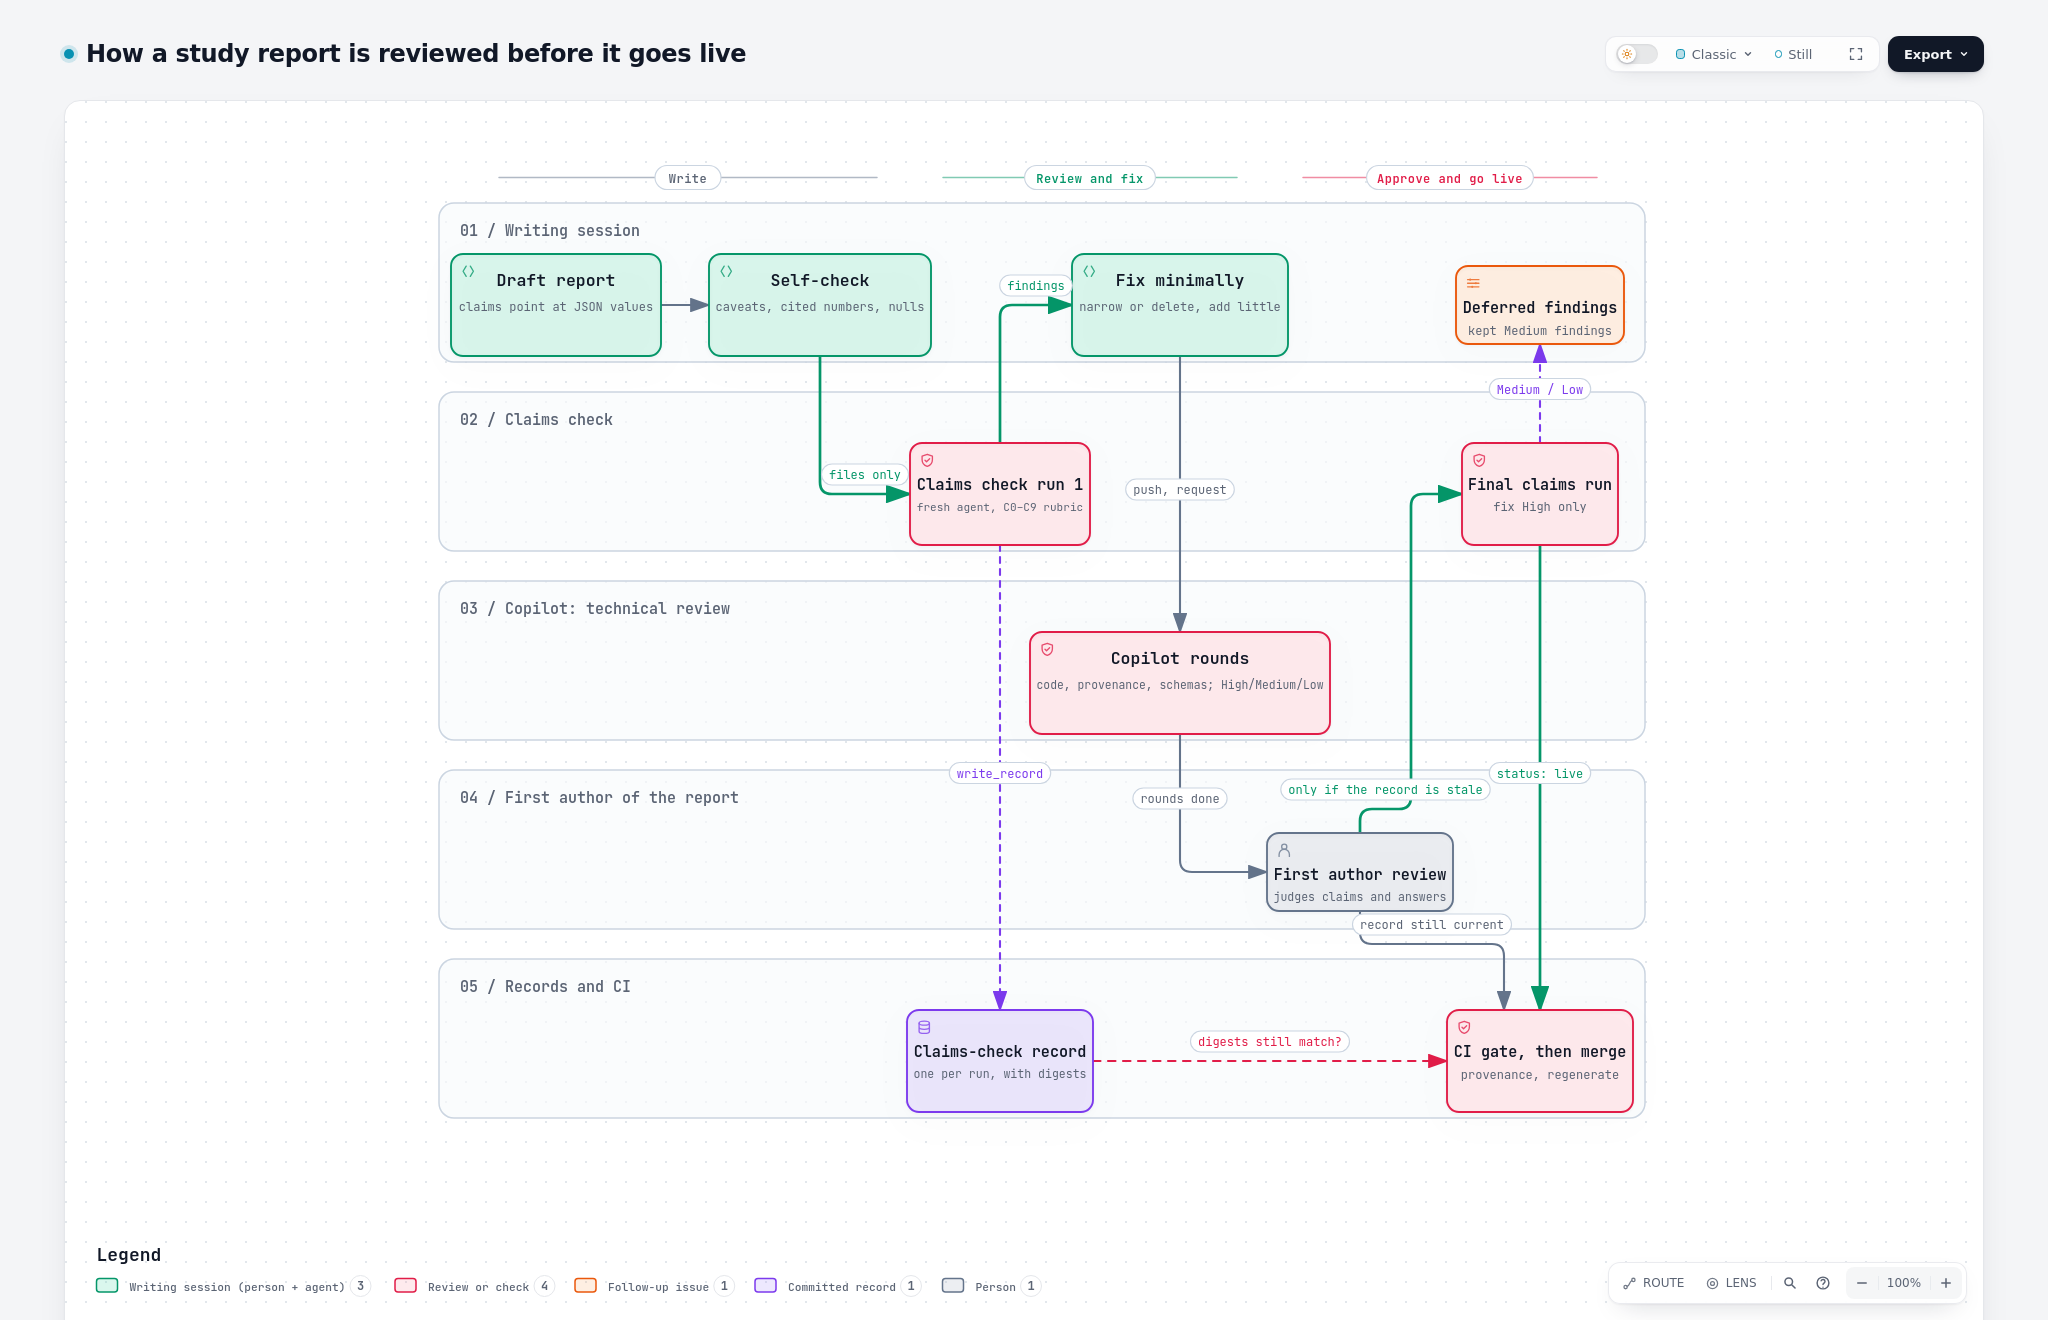 How a study report is reviewed before it goes live
Classic
Still
Export
Write
Review and fix
Approve and go live
01 / Writing session
Draft report
claims point at JSON values
Self-check
caveats, cited numbers, nulls
findings
Fix minimally
narrow or delete, add little
Deferred findings
kept Medium findings
Medium / Low
02 / Claims check
files only
Claims check run 1
fresh agent, C0-C9 rubric
push, request
Final claims run
fix High only
03 / Copilot: technical review
Copilot rounds
code, provenance, schemas; High/Medium/Low
write_record
status: live
04 / First author of the report
rounds done
only if the record is stale
First author review
judges claims and answers
record still current
05 / Records and CI
Claims-check record
one per run, with digests
digests still match?
CI gate, then merge
provenance, regenerate
Legend
Writing session (person + agent) 3
Review or check 4
Follow-up issue 1
Committed record 1
Person 1
ROUTE
LENS
100%